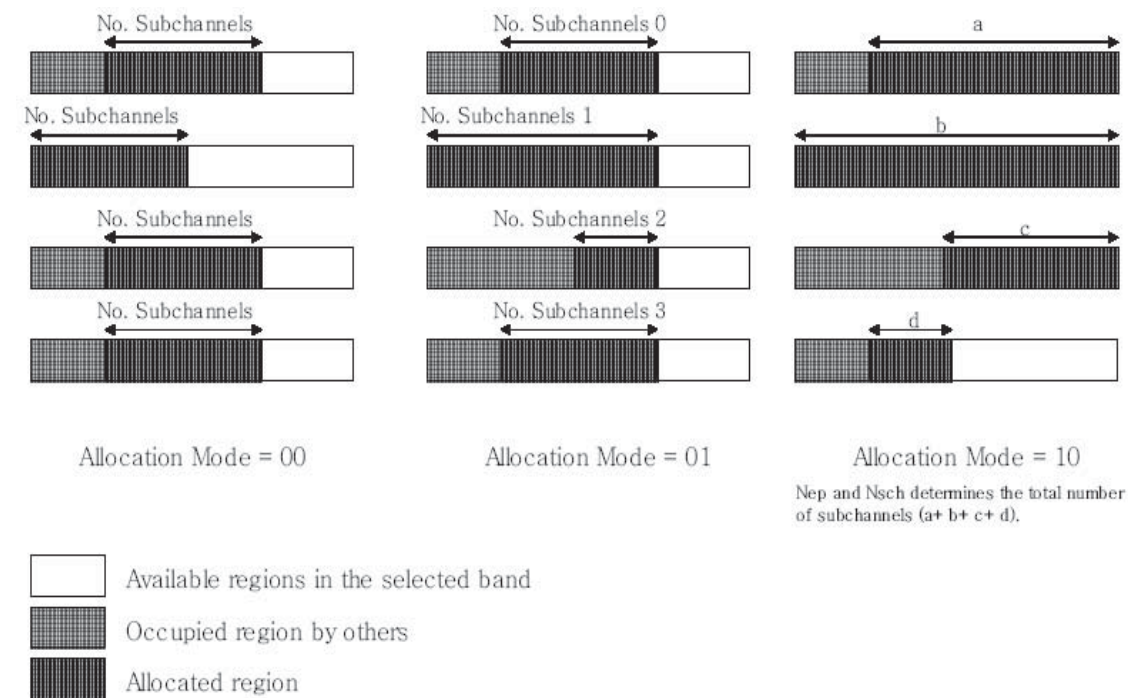 No. Subchannels
No. Subchannels 0
a
No. Subchannels
No. Subchannels 1
b
No. Subchannels
No. Subchannels 2
c
No. Subchannels
No. Subchannels 3
d
Allocation Mode = 00
Allocation Mode = 01
Allocation Mode = 10
Nep and Nsch determines the total number
of subchannels (a+ b+ c+ d).
Available regions in the selected band
Occupied region by others
Allocated region